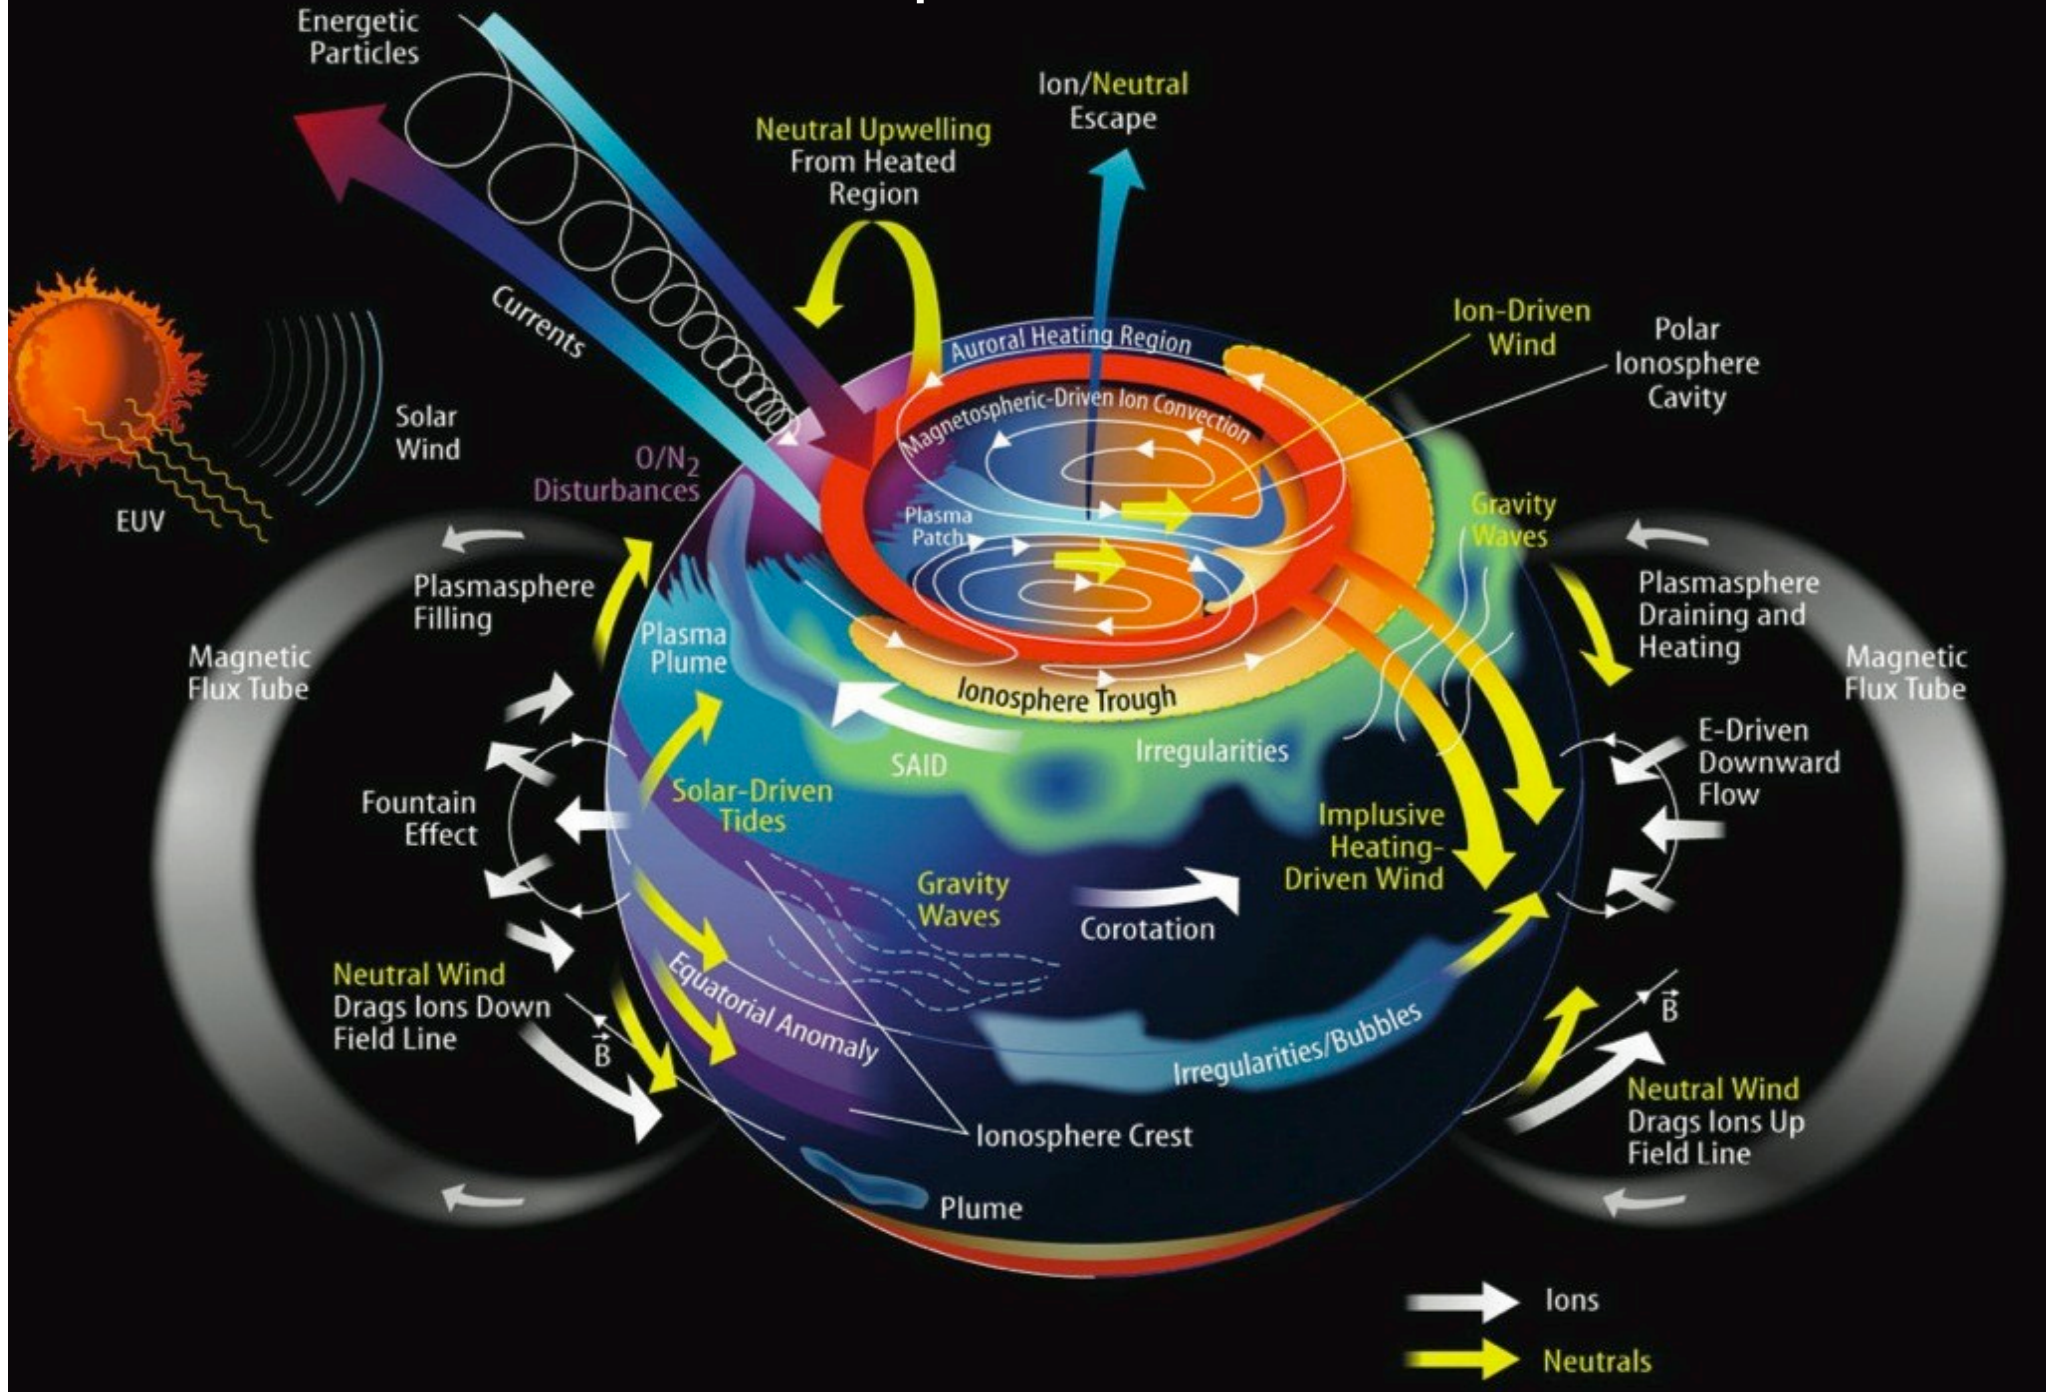 Energetic
Particles
Ion/Neutral
Escape
Neutral Upwelling
From Heated
Region
Currents
Solar
Wind
EUV
Ion-Driven
Wind
Polar
Ionosphere
Cavity
Auroral Heating Region
Magnetospheric-Driven Ion Convection
O/N2
Disturbances
Plasma
Patch
Gravity
Waves
Plasmasphere
Filling
Plasmasphere
Draining and
Heating
Magnetic
Flux Tube
Plasma
Plume
Magnetic
Flux Tube
Ionosphere Trough
SAID
Irregularities
E-Driven
Downward
Flow
Fountain
Effect
Solar-Driven
Tides
Implusive
Heating-
Driven Wind
Gravity
Waves
Corotation
Neutral Wind
Drags Ions Down
Field Line
B
Equatorial Anomaly
Irregularities/Bubbles
B
Neutral Wind
Drags Ions Up
Field Line
Ionosphere Crest
Plume
Ions
Neutrals